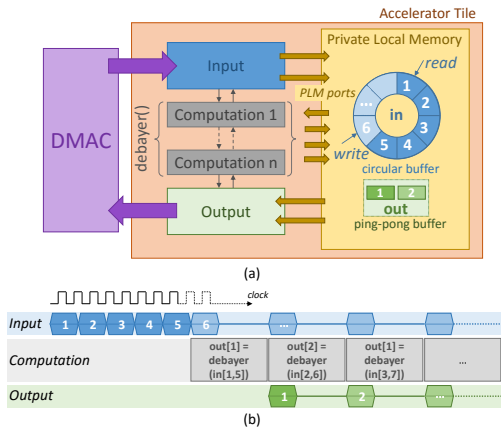 Accelerator Tile
Private Local Memory
DMAC
Input
debayer()
Computation 1
Computation n
Output
PLM ports
read
1
2
3
4
5
6
...
in
write
circular buffer
1 2
out
ping-pong buffer
(a)
clock
Input 1 2 3 4 5 6 ...
Computation
out[1] =
debayer
(in[1,5])
out[2] =
debayer
(in[2,6])
out[1] =
debayer
(in[3,7])
...
Output 1 2 ...
(b)